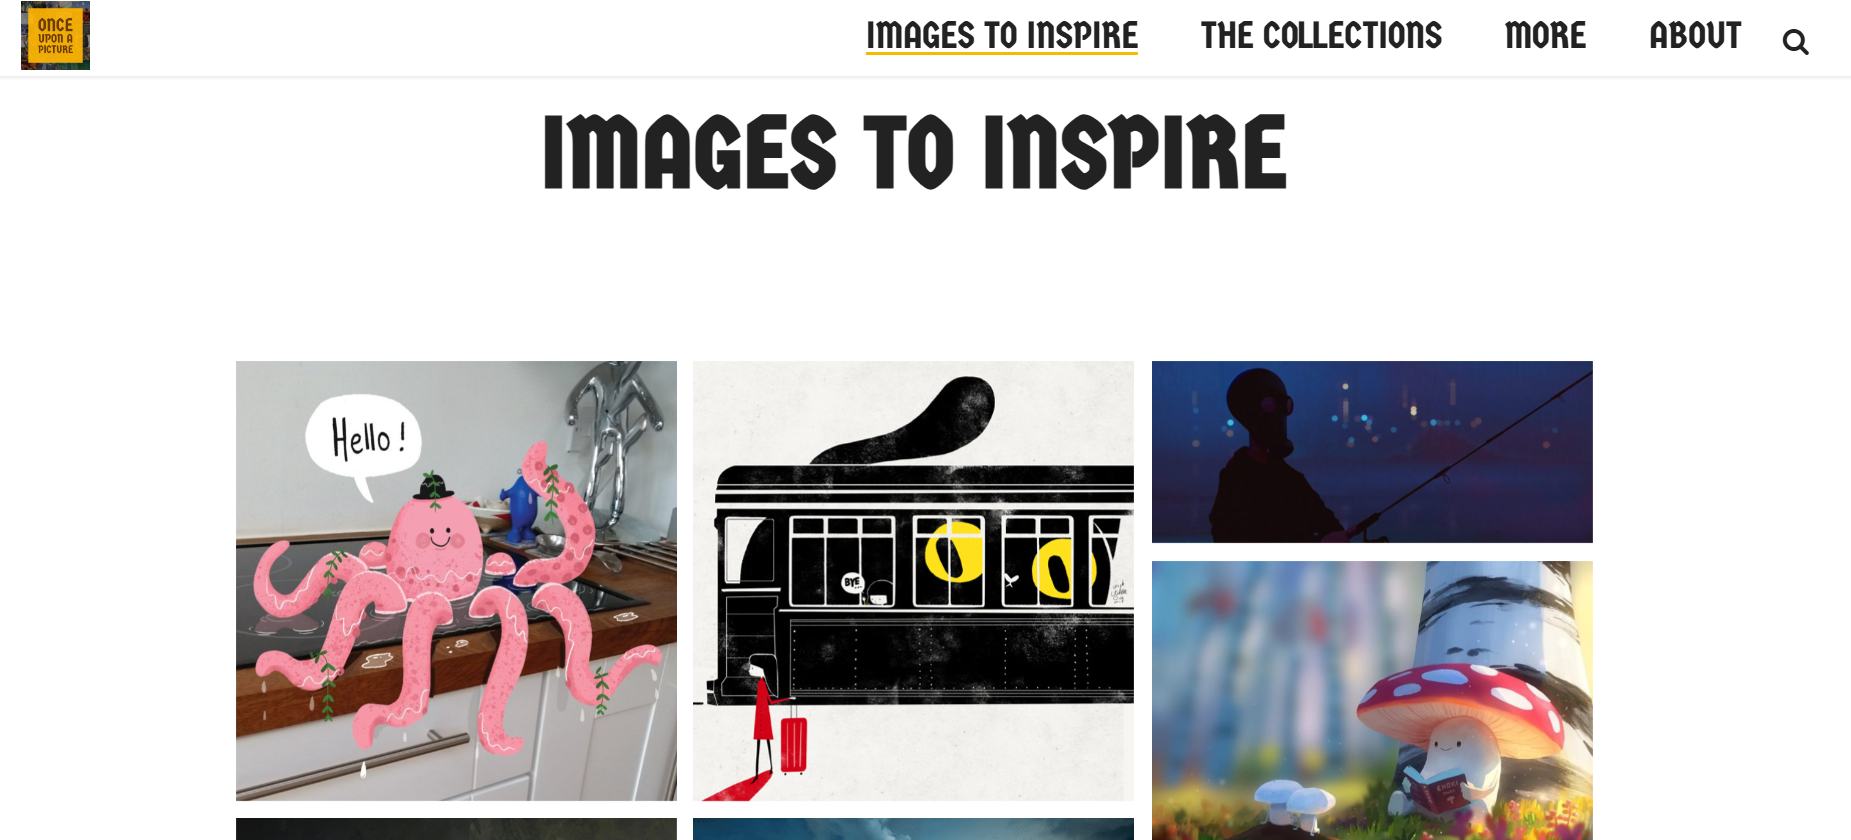 ONCE
UPON A
PICTURE
IMAGES TO INSPIRE
THE COLLECTIONS
MORE
ABOUT
IMAGES TO INSPIRE
Hello !
BYE